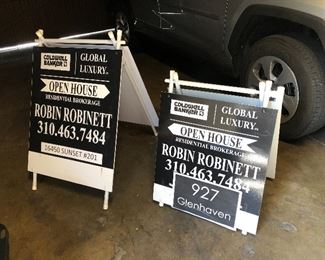 COLDWELL
BANKER
GLOBAL
LUXURY
OPEN HOUSE
RESIDENTIAL BROKERAGE
ROBIN ROBINETT
310.463.7484
16450 SUNSET #201
COLDWELL
BANKER
GLOBAL
LUXURY
OPEN HOUSE
RESIDENTIAL BROKERAGE
ROBIN ROBINETT
310.463.7484
927
Glenhaven